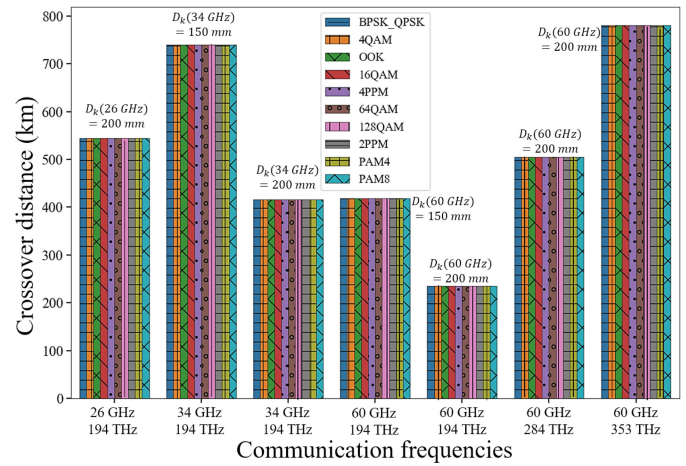 800
700
600
500
400
300
200
100
0
Crossover distance (km)
D_k(26 GHz)
= 200 mm
D_k(34 GHz)
= 150 mm
D_k(34 GHz)
= 200 mm
D_k(60 GHz)
= 150 mm
D_k(60 GHz)
= 200 mm
D_k(60 GHz)
= 200 mm
D_k(60 GHz)
= 200 mm
BPSK_QPSK
4QAM
OOK
16QAM
4PPM
64QAM
128QAM
2PPM
PAM4
PAM8
26 GHz 34 GHz 34 GHz 60 GHz 60 GHz 60 GHz 60 GHz
194 THz 194 THz 194 THz 194 THz 194 THz 284 THz 353 THz
Communication frequencies